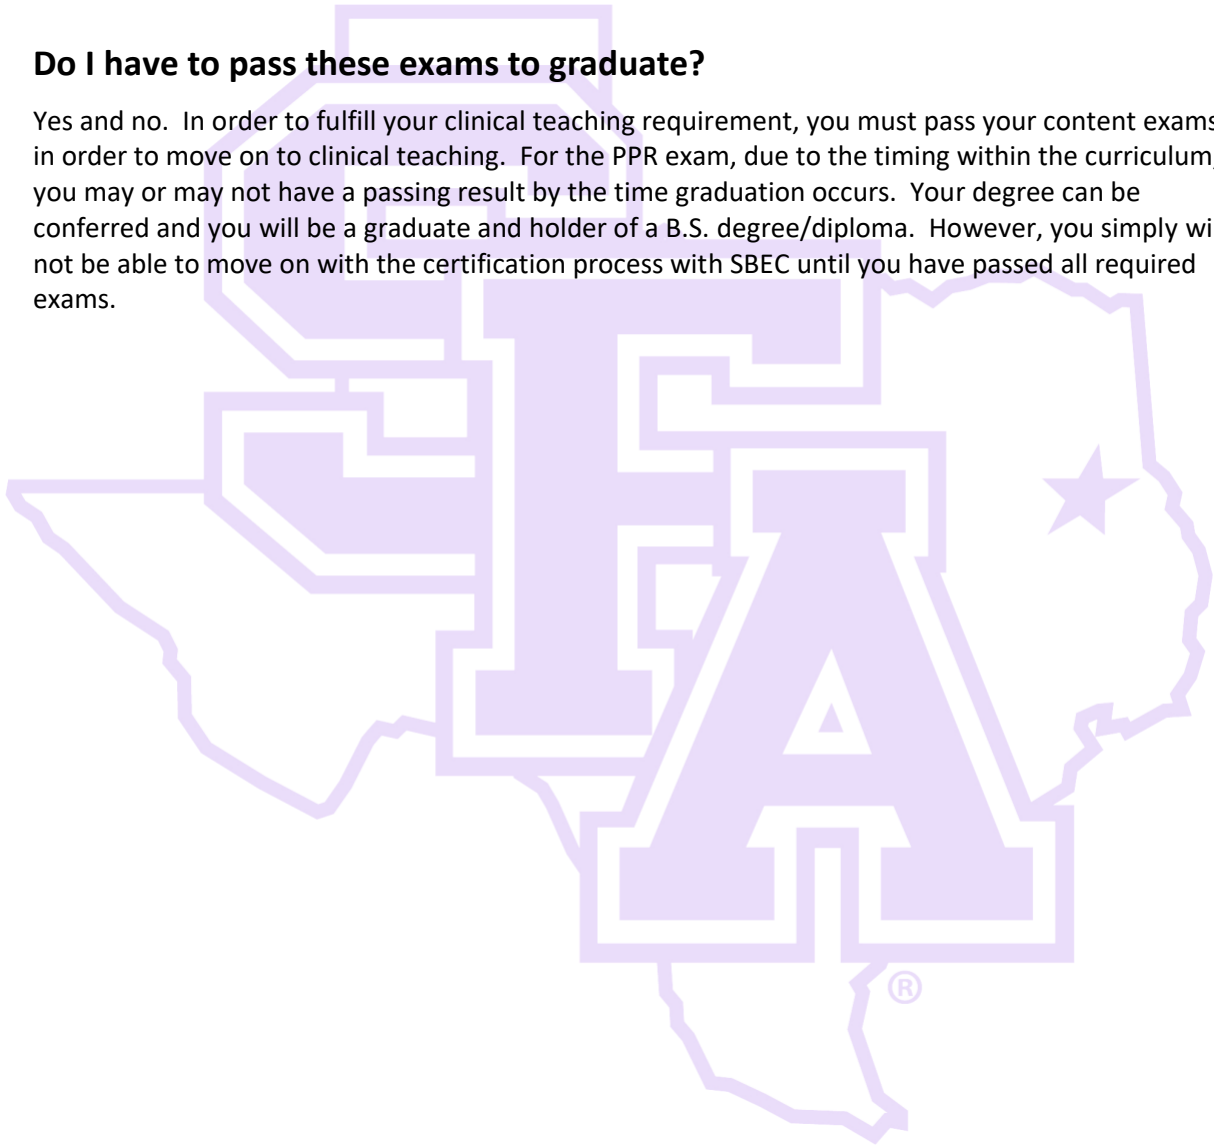 Do I have to pass these exams to graduate?
Yes and no.  In order to fulfill your clinical teaching requirement, you must pass your content exams
in order to move on to clinical teaching.  For the PPR exam, due to the timing within the curriculum,
you may or may not have a passing result by the time graduation occurs.  Your degree can be
conferred and you will be a graduate and holder of a B.S. degree/diploma.  However, you simply wi
not be able to move on with the certification process with SBEC until you have passed all required
exams.
SFA
®